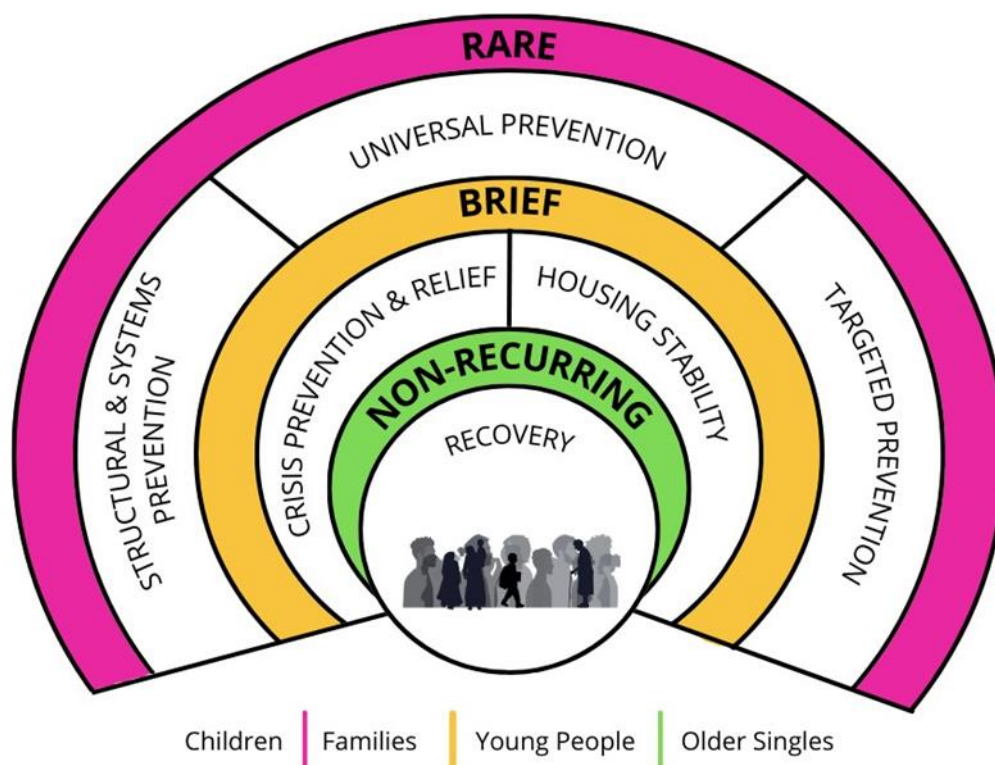 RARE
UNIVERSAL PREVENTION
STRUCTURAL & SYSTEMS
PREVENTION
TARGETED PREVENTION
BRIEF
CRISIS PREVENTION & RELIEF
HOUSING STABILITY
NON-RECURRING
RECOVERY
Children Families Young People Older Singles